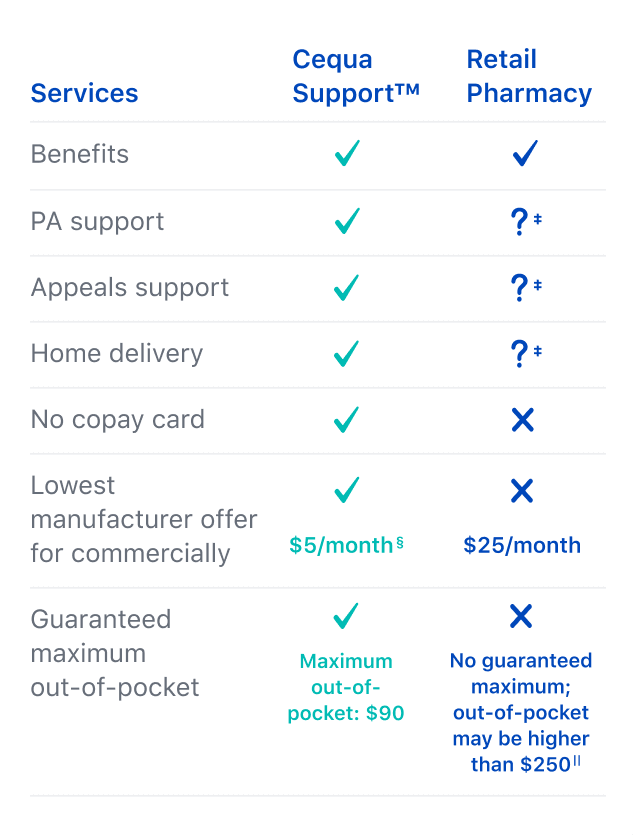 Services
Cequa
Support™
Retail
Pharmacy
Benefits
PA support
?‡
Appeals support
?‡
Home delivery
?‡
No copay card
Lowest
manufacturer offer
for commercially
$5/month§
$25/month
Guaranteed
maximum
out-of-pocket
Maximum
out-of-
pocket: $90
No guaranteed
maximum;
out-of-pocket
may be higher
than $250||